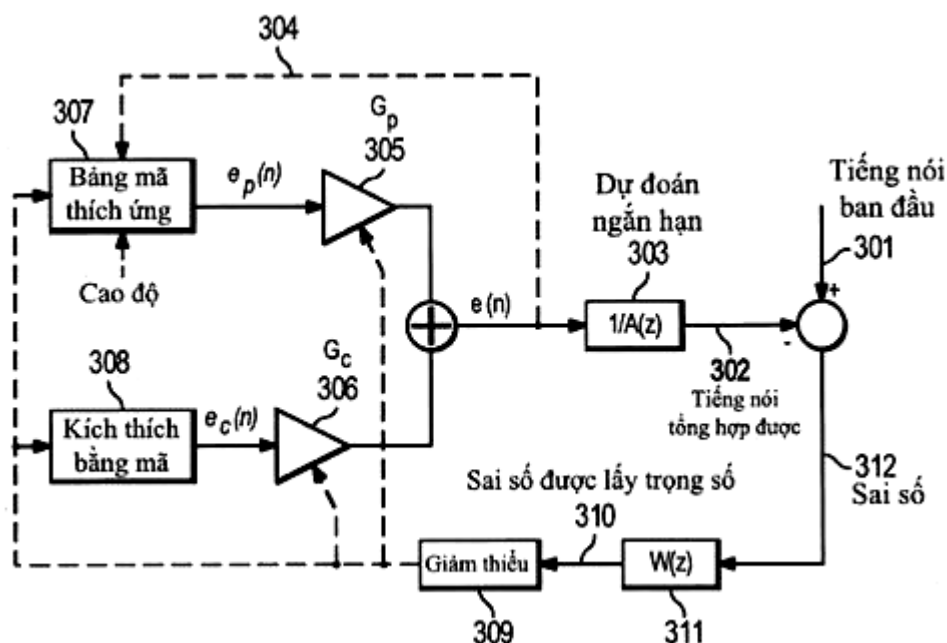 304
307
Bảng mã
thích ứng
e_p(n)
G_p
305
Cao độ
Dự đoán
ngắn hạn
303
1/A(z)
Tiếng nói
ban đầu
301
+
-
e(n)
302
Tiếng nói
tổng hợp được
308
Kích thích
bằng mã
e_c(n)
G_c
306
312
Sai số
Sai số được lấy trọng số
310
Giảm thiểu
309
W(z)
311